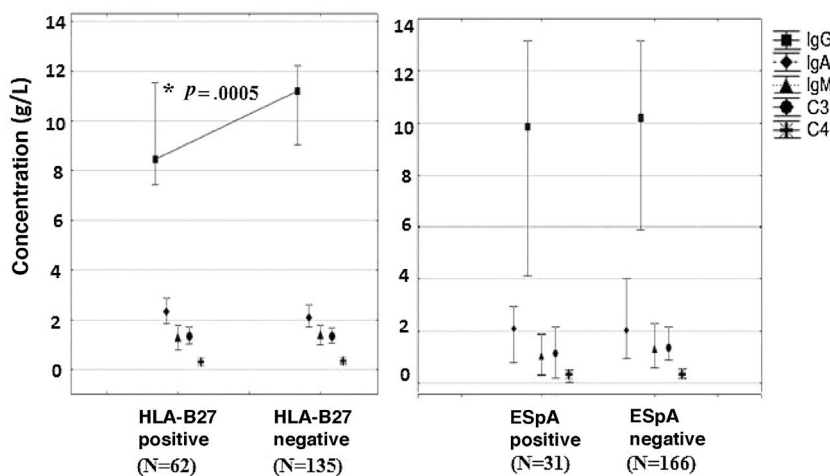 Concentration (g/L)
14
12
10
8
6
4
2
0
* p=.0005
HLA-B27
positive
(N=62)
HLA-B27
negative
(N=135)
14
12
10
8
6
4
2
0
ESpA
positive
(N=31)
ESpA
negative
(N=166)
IgG
IgA
IgM
C3
C4